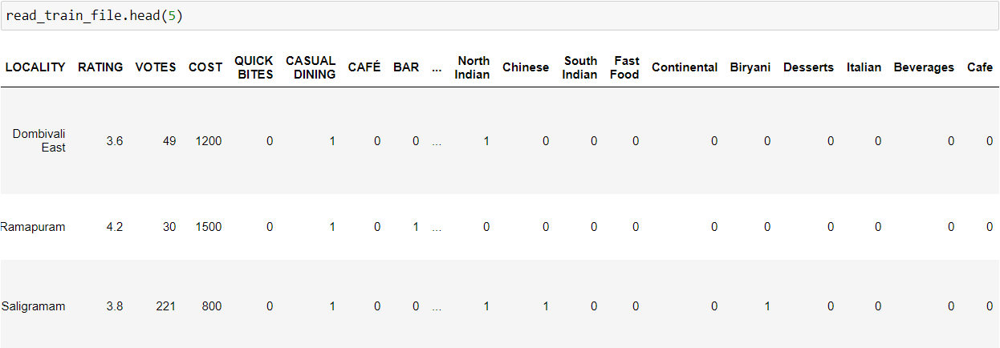 read_train_file.head(5)
LOCALITY RATING VOTES COST QUICK BITES CASUAL DINING CAFÉ BAR ... North Indian Chinese South Indian Fast Food Continental Biryani Desserts Italian Beverages Cafe
Dombivali East 3.6 49 1200 0 1 0 0 ... 1 0 0 0 0 0 0 0 0 0
Ramapuram 4.2 30 1500 0 1 0 1 ... 0 0 0 0 0 0 0 0 0 0
Saligramam 3.8 221 800 0 1 0 0 ... 1 1 0 0 0 1 0 0 0 0